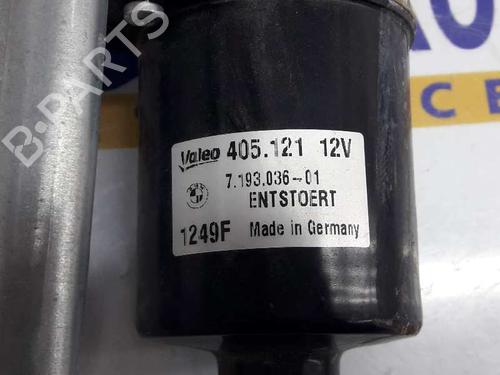 Valeo 405.121 12V
7.193.036-01
ENTSTOERT
1249F Made in Germany
B-PARTS